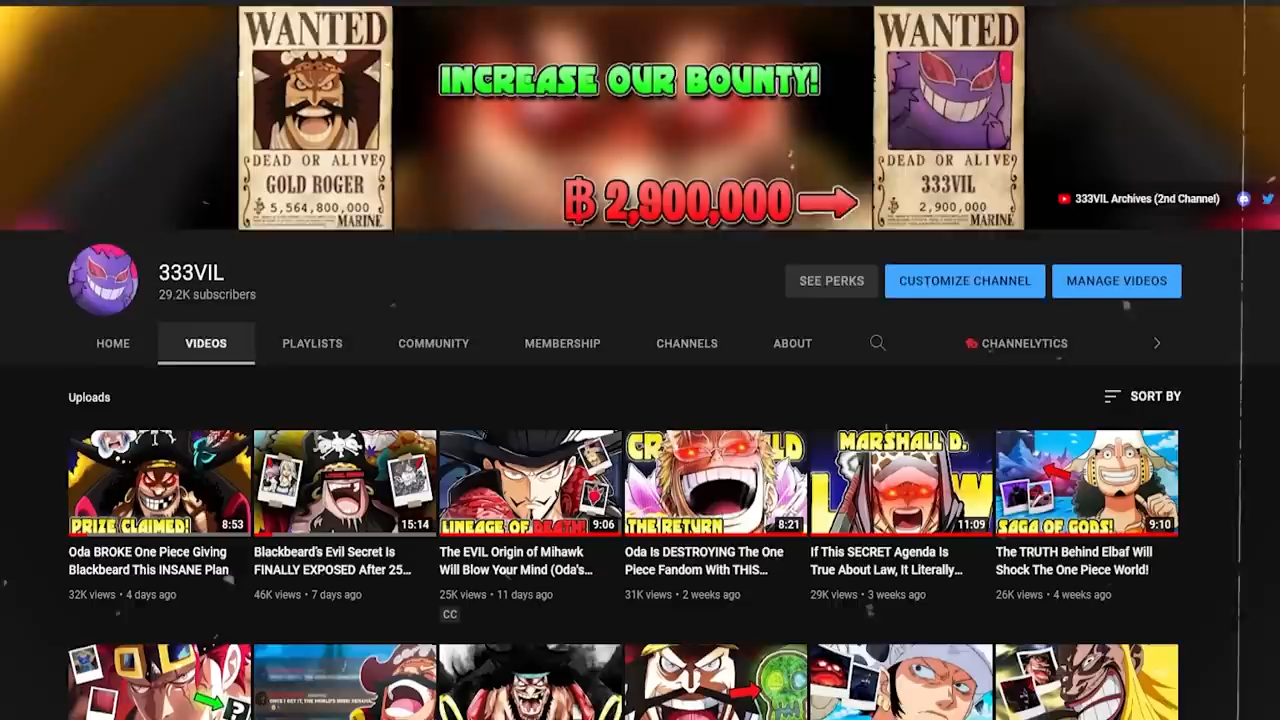 WANTED
DEAD OR ALIVE
GOLD ROGER
5,564,800,000
MARINE
INCREASE OUR BOUNTY!
฿ 2,900,000
WANTED
DEAD OR ALIVE
333VIL
2,900,000
MARINE
333VIL Archives (2nd Channel)
333VIL
29.2K subscribers
SEE PERKS
CUSTOMIZE CHANNEL
MANAGE VIDEOS
HOME
VIDEOS
PLAYLISTS
COMMUNITY
MEMBERSHIP
CHANNELS
ABOUT
CHANNELYTICS
Uploads
SORT BY
PRIZE CLAIMED!
8:53
15:14
LINEAGE OF DEATH!
9:06
THE RETURN
8:21
MARSHALL D.
11:09
SAGA OF GODS!
9:10
Oda BROKE One Piece Giving
Blackbeard This INSANE Plan
32K views • 4 days ago
Blackbeard's Evil Secret Is
FINALLY EXPOSED After 25...
46K views • 7 days ago
The EVIL Origin of Mihawk
Will Blow Your Mind (Oda's...
25K views • 11 days ago
CC
Oda Is DESTROYING The One
Piece Fandom With THIS...
31K views • 2 weeks ago
If This SECRET Agenda Is
True About Law, It Literally...
29K views • 3 weeks ago
The TRUTH Behind Elbaf Will
Shock The One Piece World!
26K views • 4 weeks ago